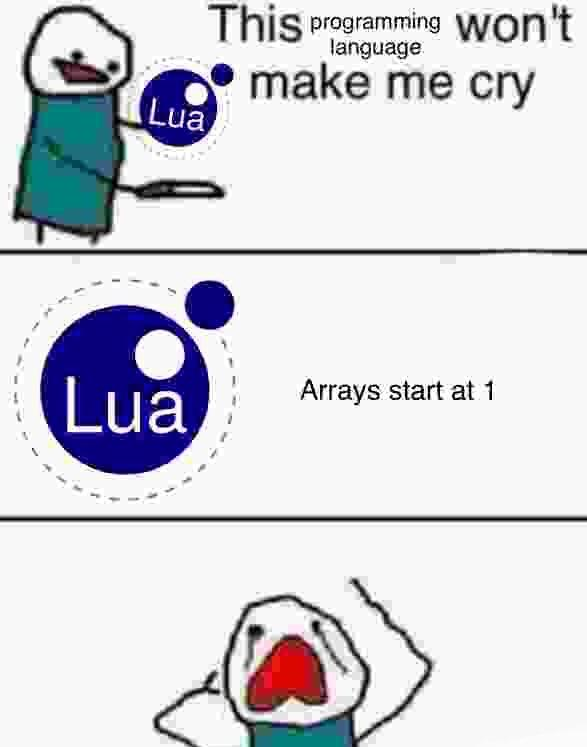 This programming language won't
make me cry
Lua
Lua
Arrays start at 1